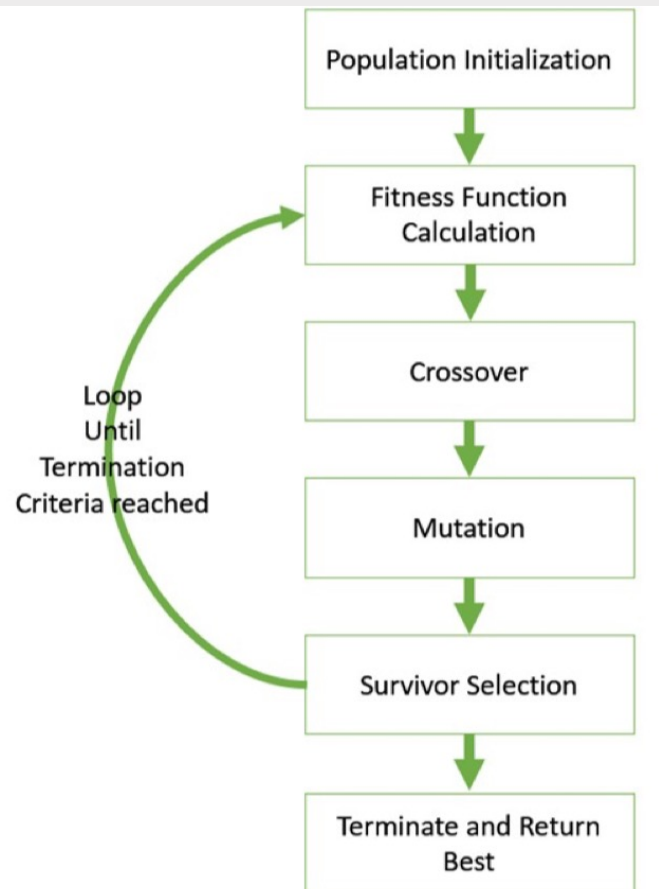 Population Initialization
Fitness Function
Calculation
Crossover
Loop
Until
Termination
Criteria reached
Mutation
Survivor Selection
Terminate and Return
Best